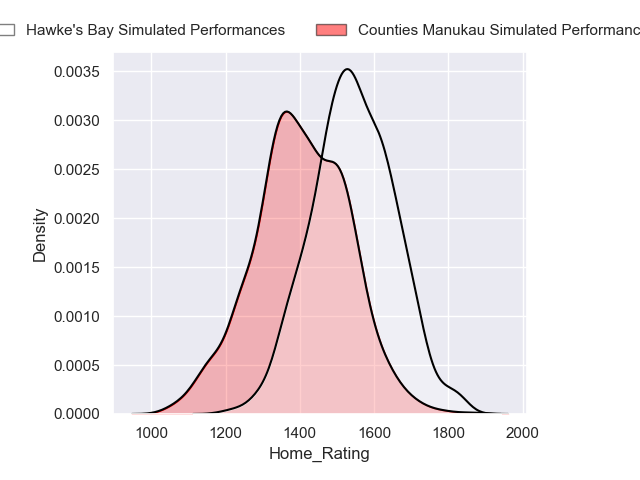 Hawke's Bay Simulated Performances Counties Manukau Simulated Performanc
0.0035
0.0030
0.0025
0.0020
0.0015
0.0010
0.0005
0.0000
Density
1000 1200 1400 1600 1800 2000
Home_Rating